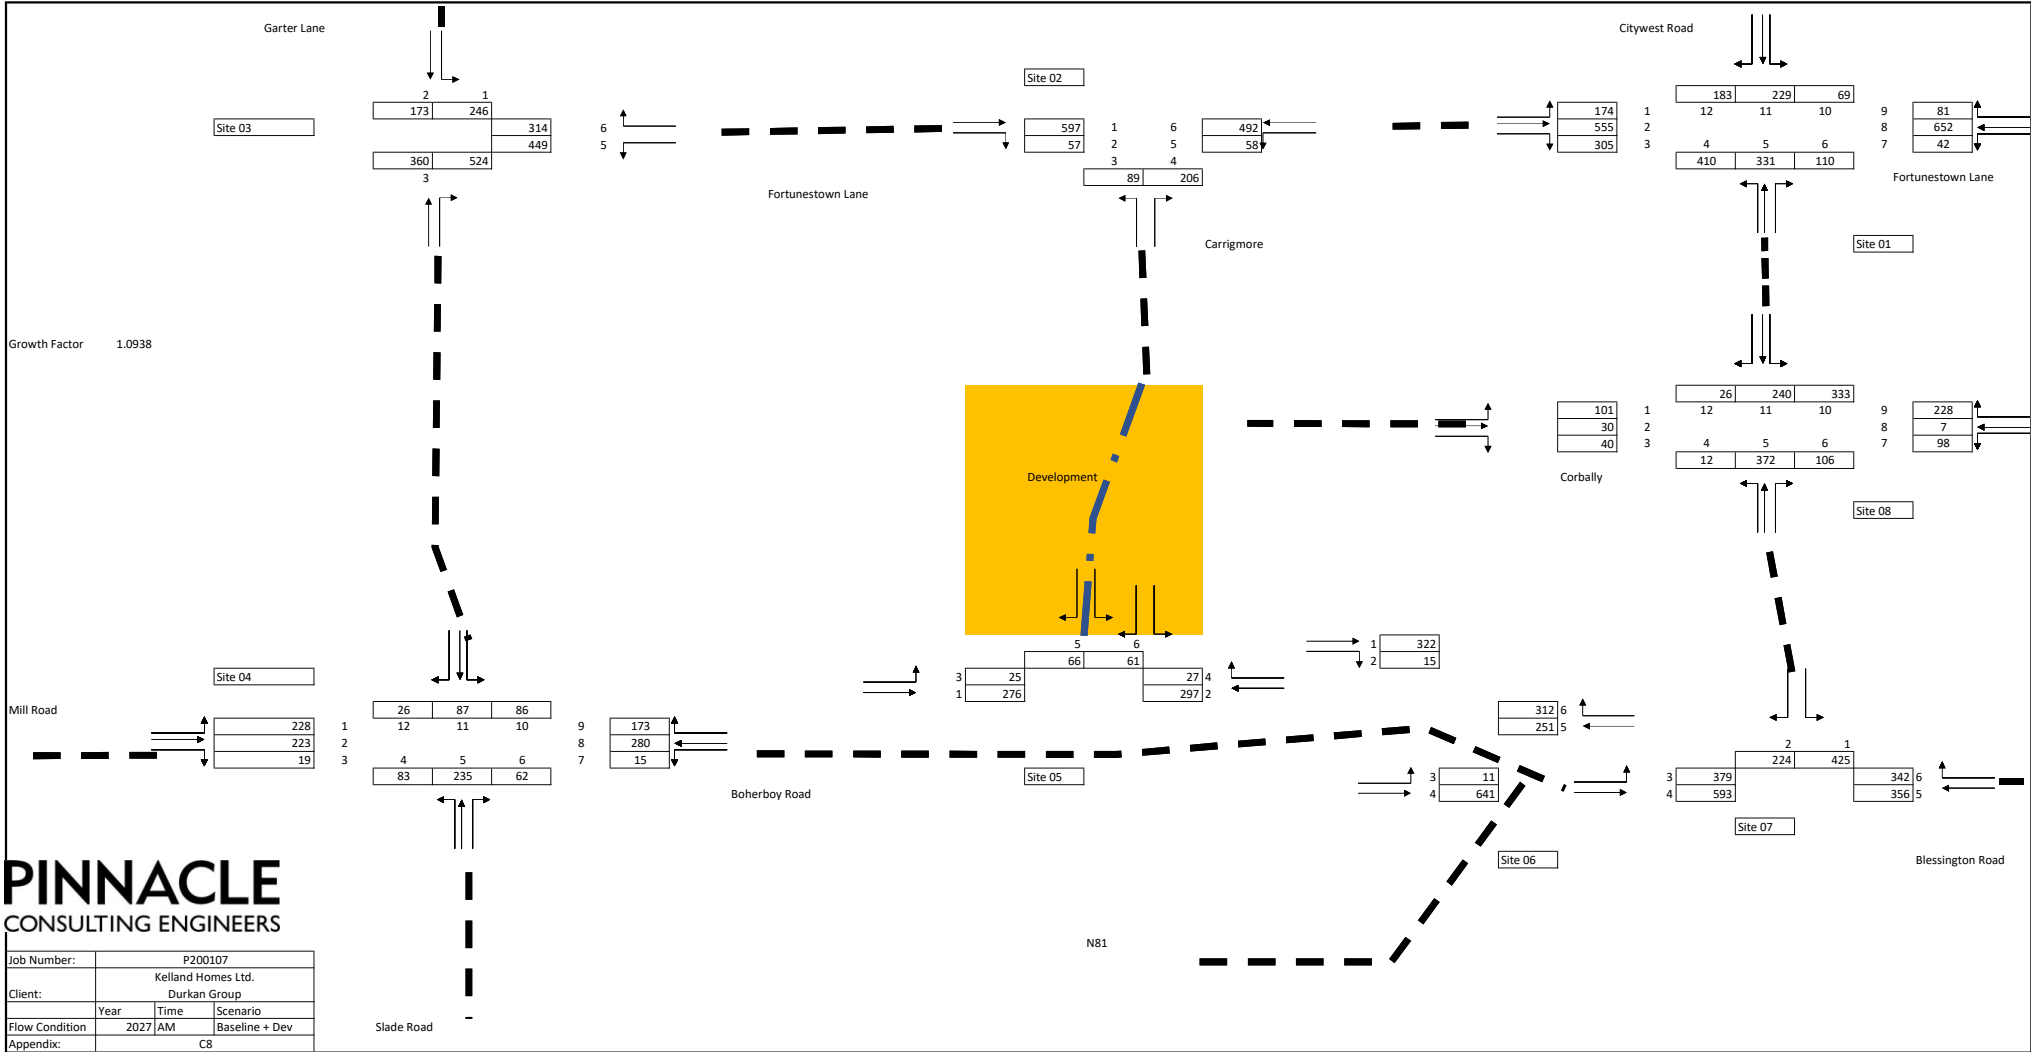 Garter Lane
Citywest Road
Site 02
2 1
173 246
183 229 69
Site 03
314 6
449 5
597 1 6 492
57 2 5 58
3 4
89 206
174 1 12 11 10 9 81
555 2 8 652
305 3 4 5 6 7 42
410 331 110
360 524
3
Fortunestown Lane
Fortunestown Lane
Carrigmore
Site 01
Growth Factor 1.0938
26 240 333
101 1 12 11 10 9 228
30 2 8 7
40 3 4 5 6 7 98
12 372 106
Development
Corbally
Site 08
5 6
66 61
1 322
2 15
3 25 27 4
1 276 297 2
Site 04
Mill Road
26 87 86
228 1 12 11 10 9 173
223 2 8 280
19 3 4 5 6 7 15
83 235 62
312 6
251 5
2 1
224 425
Site 05
3 11
4 641
3 379 342 6
4 593 356 5
Boherboy Road
Site 07
Site 06
Blessington Road
PINNACLE
CONSULTING ENGINEERS
N81
Job Number: P200107
Kelland Homes Ltd.
Client: Durkan Group
Year Time Scenario
Flow Condition 2027 AM Baseline + Dev
Appendix: C8
Slade Road